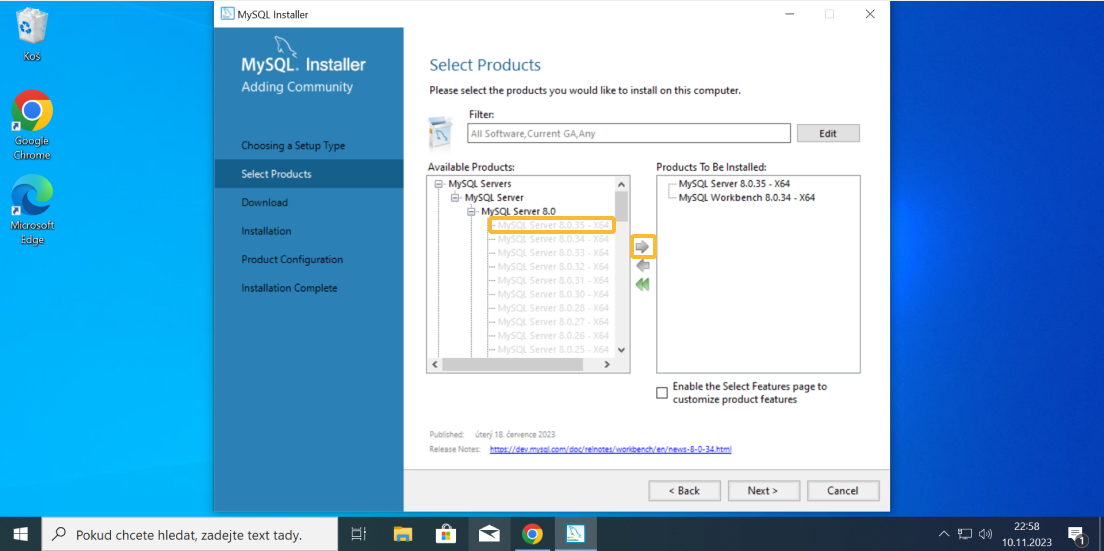 Koš
Google
Chrome
Microsoft
Edge
MySQL Installer
MySQL. Installer
Adding Community
Choosing a Setup Type
Select Products
Download
Installation
Product Configuration
Installation Complete
Select Products
Please select the products you would like to install on this computer.
Filter:
All Software,Current GA,Any
Edit
Available Products:
MySQL Servers
MySQL Server
MySQL Server 8.0
MySQL Server 8.0.35 - X64
MySQL Server 8.0.34 - X64
MySQL Server 8.0.33 - X64
MySQL Server 8.0.32 - X64
MySQL Server 8.0.31 - X64
MySQL Server 8.0.30 - X64
MySQL Server 8.0.28 - X64
MySQL Server 8.0.27 - X64
MySQL Server 8.0.26 - X64
MySQL Server 8.0.25 - X64
Products To Be Installed:
MySQL Server 8.0.35 - X64
MySQL Workbench 8.0.34 - X64
Enable the Select Features page to
customize product features
Published: úterý 18. července 2023
Release Notes: https://dev.mysql.com/doc/relnotes/workbench/en/news-8-0-34.html
< Back
Next >
Cancel
Pokud chcete hledat, zadejte text tady.
22:58
10.11.2023
1